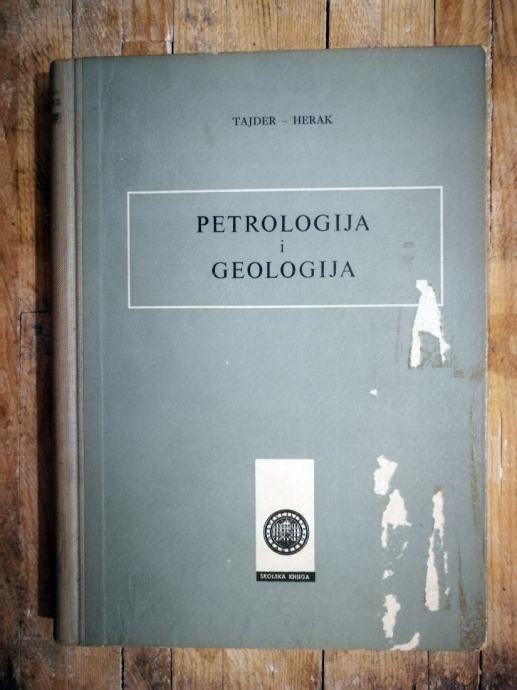 TAJDER – HERAK
PETROLOGIJA
i
GEOLOGIJA
ŠKOLSKA KNJIGA